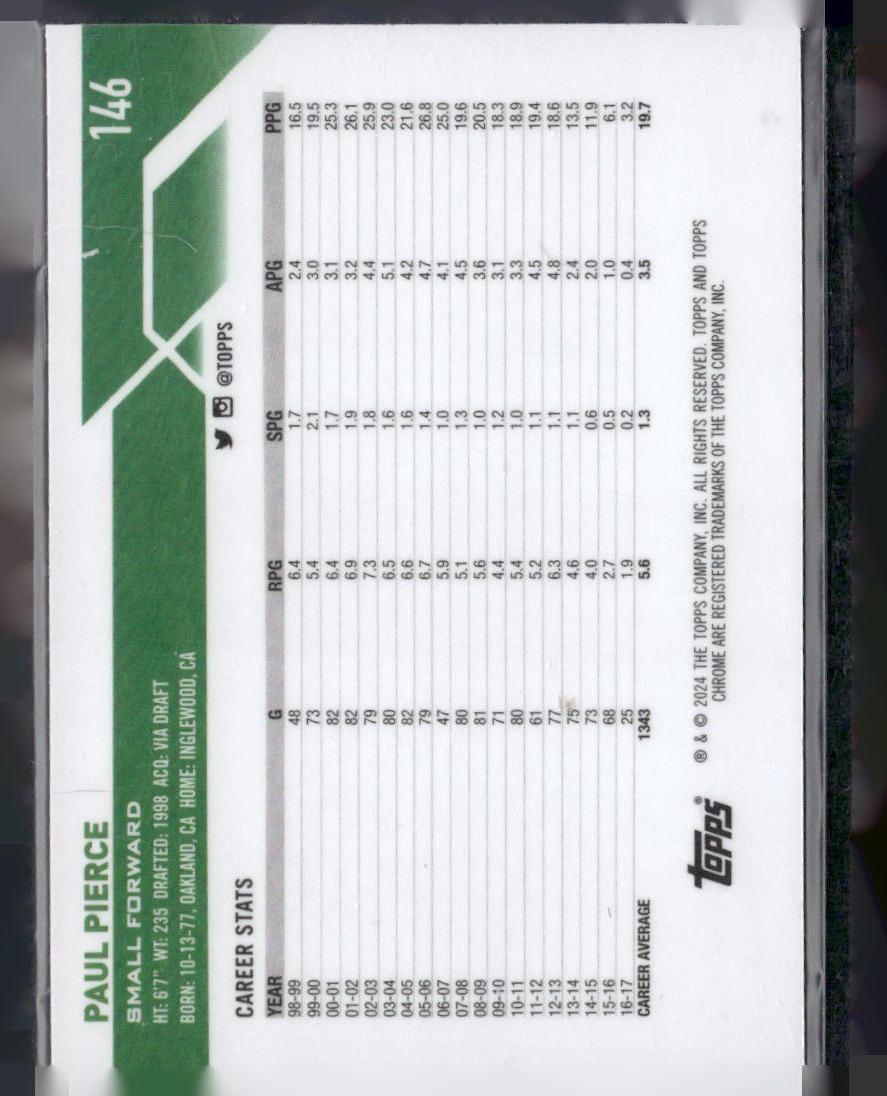 PAUL PIERCE
146
SMALL FORWARD
HT: 6'7" WT: 235 DRAFTED: 1998 ACQ: VIA DRAFT
BORN: 10-13-77, OAKLAND, CA HOME: INGLEWOOD, CA
@TOPPS
CAREER STATS
YEAR G RPG SPG APG PPG
98-99 48 6.4 1.7 2.4 16.5
99-00 73 5.4 2.1 3.0 19.5
00-01 82 6.4 1.7 3.1 25.3
01-02 82 6.9 1.9 3.2 26.1
02-03 79 7.3 1.8 4.4 25.9
03-04 80 6.5 1.6 5.1 23.0
04-05 82 6.6 1.6 4.2 21.6
05-06 79 6.7 1.4 4.7 26.8
06-07 47 5.9 1.0 4.1 25.0
07-08 80 5.1 1.3 4.5 19.6
08-09 81 5.6 1.0 3.6 20.5
09-10 71 4.4 1.2 3.1 18.3
10-11 80 5.4 1.0 3.3 18.9
11-12 61 5.2 1.1 4.5 19.4
12-13 77 6.3 1.1 4.8 18.6
13-14 75 4.6 1.1 2.4 13.5
14-15 73 4.0 0.6 2.0 11.9
15-16 68 2.7 0.5 1.0 6.1
16-17 25 1.9 0.2 0.4 3.2
CAREER AVERAGE 1343 5.6 1.3 3.5 19.7
topps®
® & © 2024 THE TOPPS COMPANY, INC. ALL RIGHTS RESERVED. TOPPS AND TOPPS
CHROME ARE REGISTERED TRADEMARKS OF THE TOPPS COMPANY, INC.